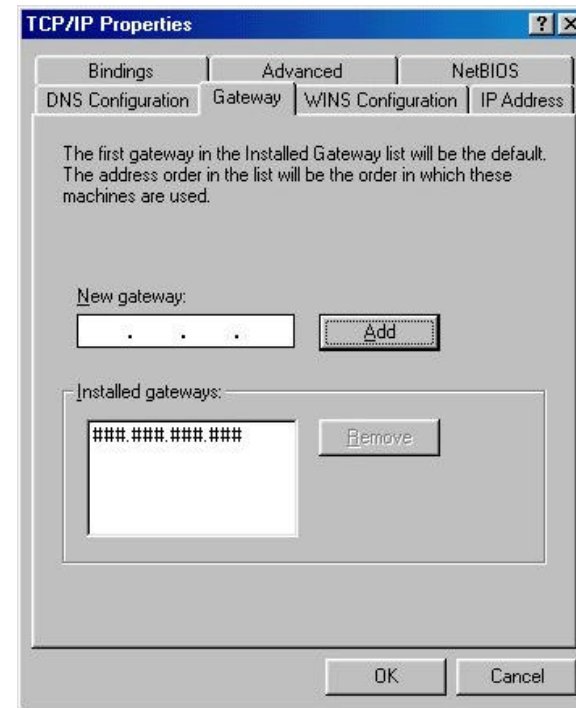 TCP/IP Properties
Bindings Advanced NetBIOS
DNS Configuration Gateway WINS Configuration IP Address
The first gateway in the Installed Gateway list will be the default.
The address order in the list will be the order in which these
machines are used.
New gateway:
. . . Add
Installed gateways:
###.###.###.### Remove
OK Cancel